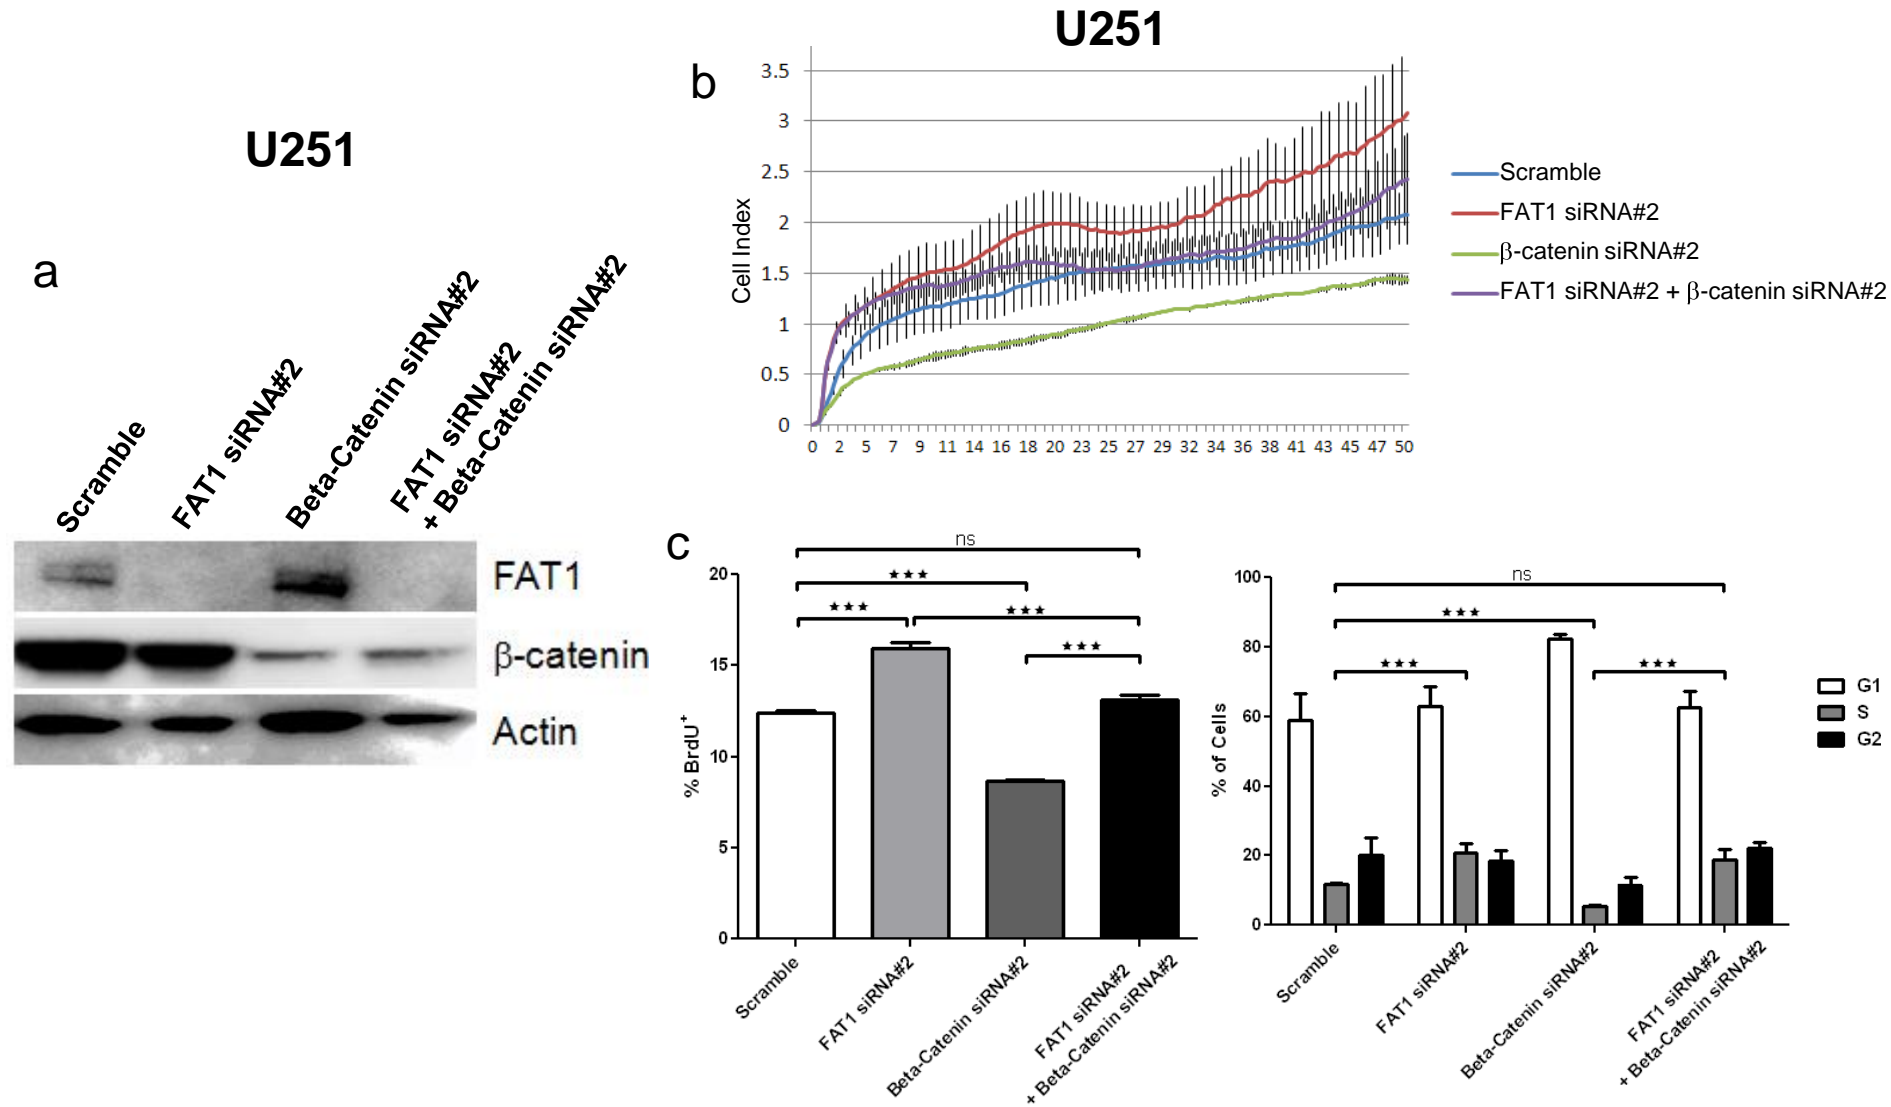 U251
a
Scramble
FAT1 siRNA#2
Beta-Catenin siRNA#2
FAT1 siRNA#2
+ Beta-Catenin siRNA#2
FAT1
β-catenin
Actin
U251
b
Cell Index
3.5
3
2.5
2
1.5
1
0.5
0
0 2 5 7 9 11 14 16 18 20 23 25 27 29 32 34 36 38 41 43 45 47 50
Scramble
FAT1 siRNA#2
β-catenin siRNA#2
FAT1 siRNA#2 + β-catenin siRNA#2
c
% BrdU+
20
15
10
5
0
ns
★★★
★★★
★★★
★★★
Scramble
FAT1 siRNA#2
Beta-Catenin siRNA#2
FAT1 siRNA#2
+ Beta-Catenin siRNA#2
% of Cells
100
80
60
40
20
0
ns
★★★
★★★
★★★
Scramble
FAT1 siRNA#2
Beta-Catenin siRNA#2
FAT1 siRNA#2
+ Beta-Catenin siRNA#2
G1
S
G2